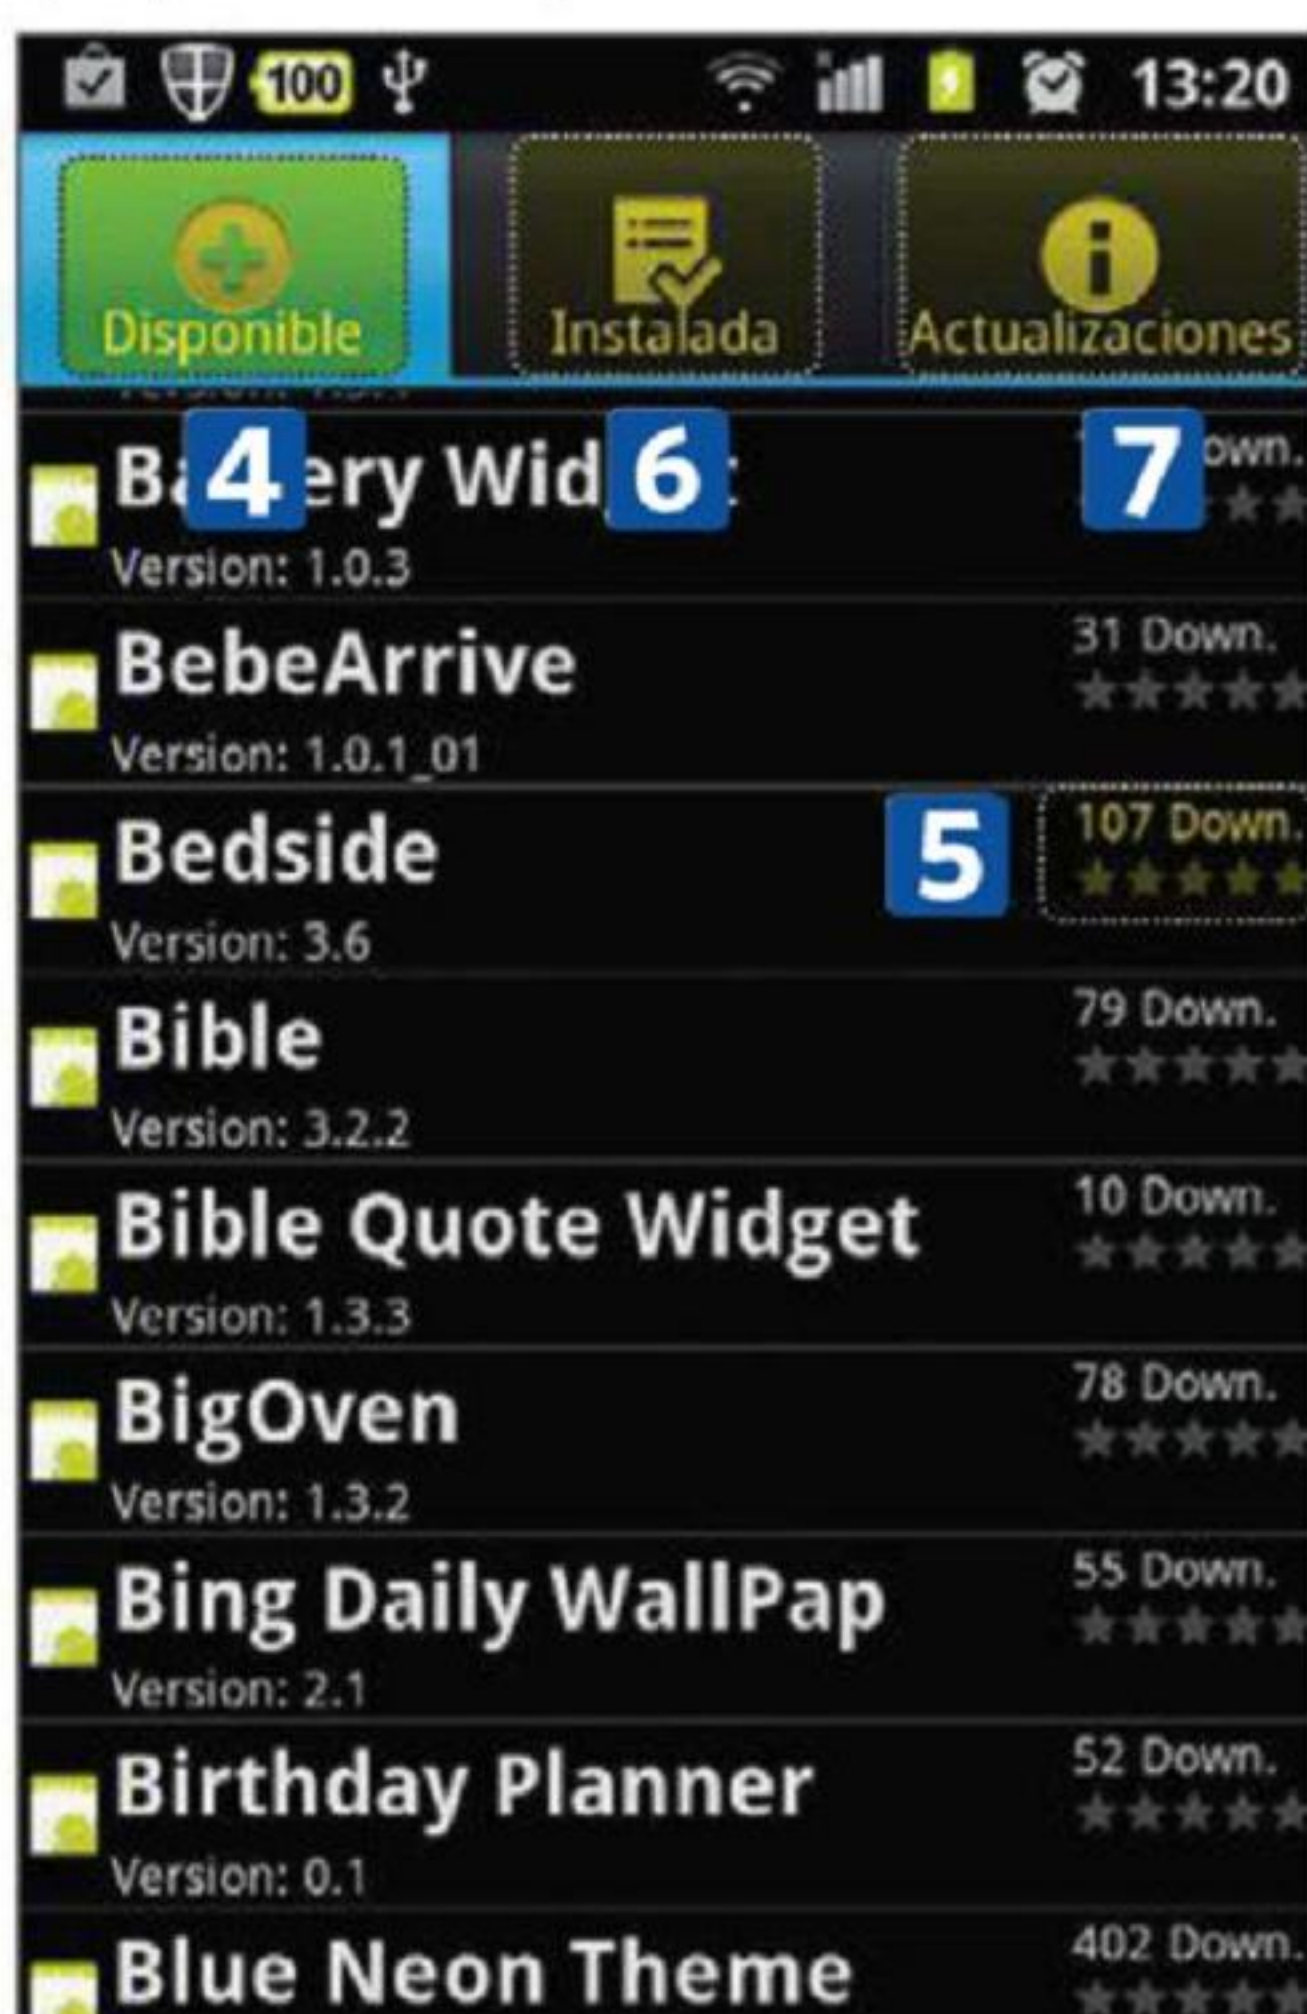 100 13:20
Disponible Instalada Actualizaciones
4 6 7
Version: 1.0.3
BebeArrive 31 Down.
Version: 1.0.1_01
Bedside 5 107 Down.
Version: 3.6
Bible 79 Down.
Version: 3.2.2
Bible Quote Widget 10 Down.
Version: 1.3.3
BigOven 78 Down.
Version: 1.3.2
Bing Daily WallPap 55 Down.
Version: 2.1
Birthday Planner 52 Down.
Version: 0.1
Blue Neon Theme 402 Down.